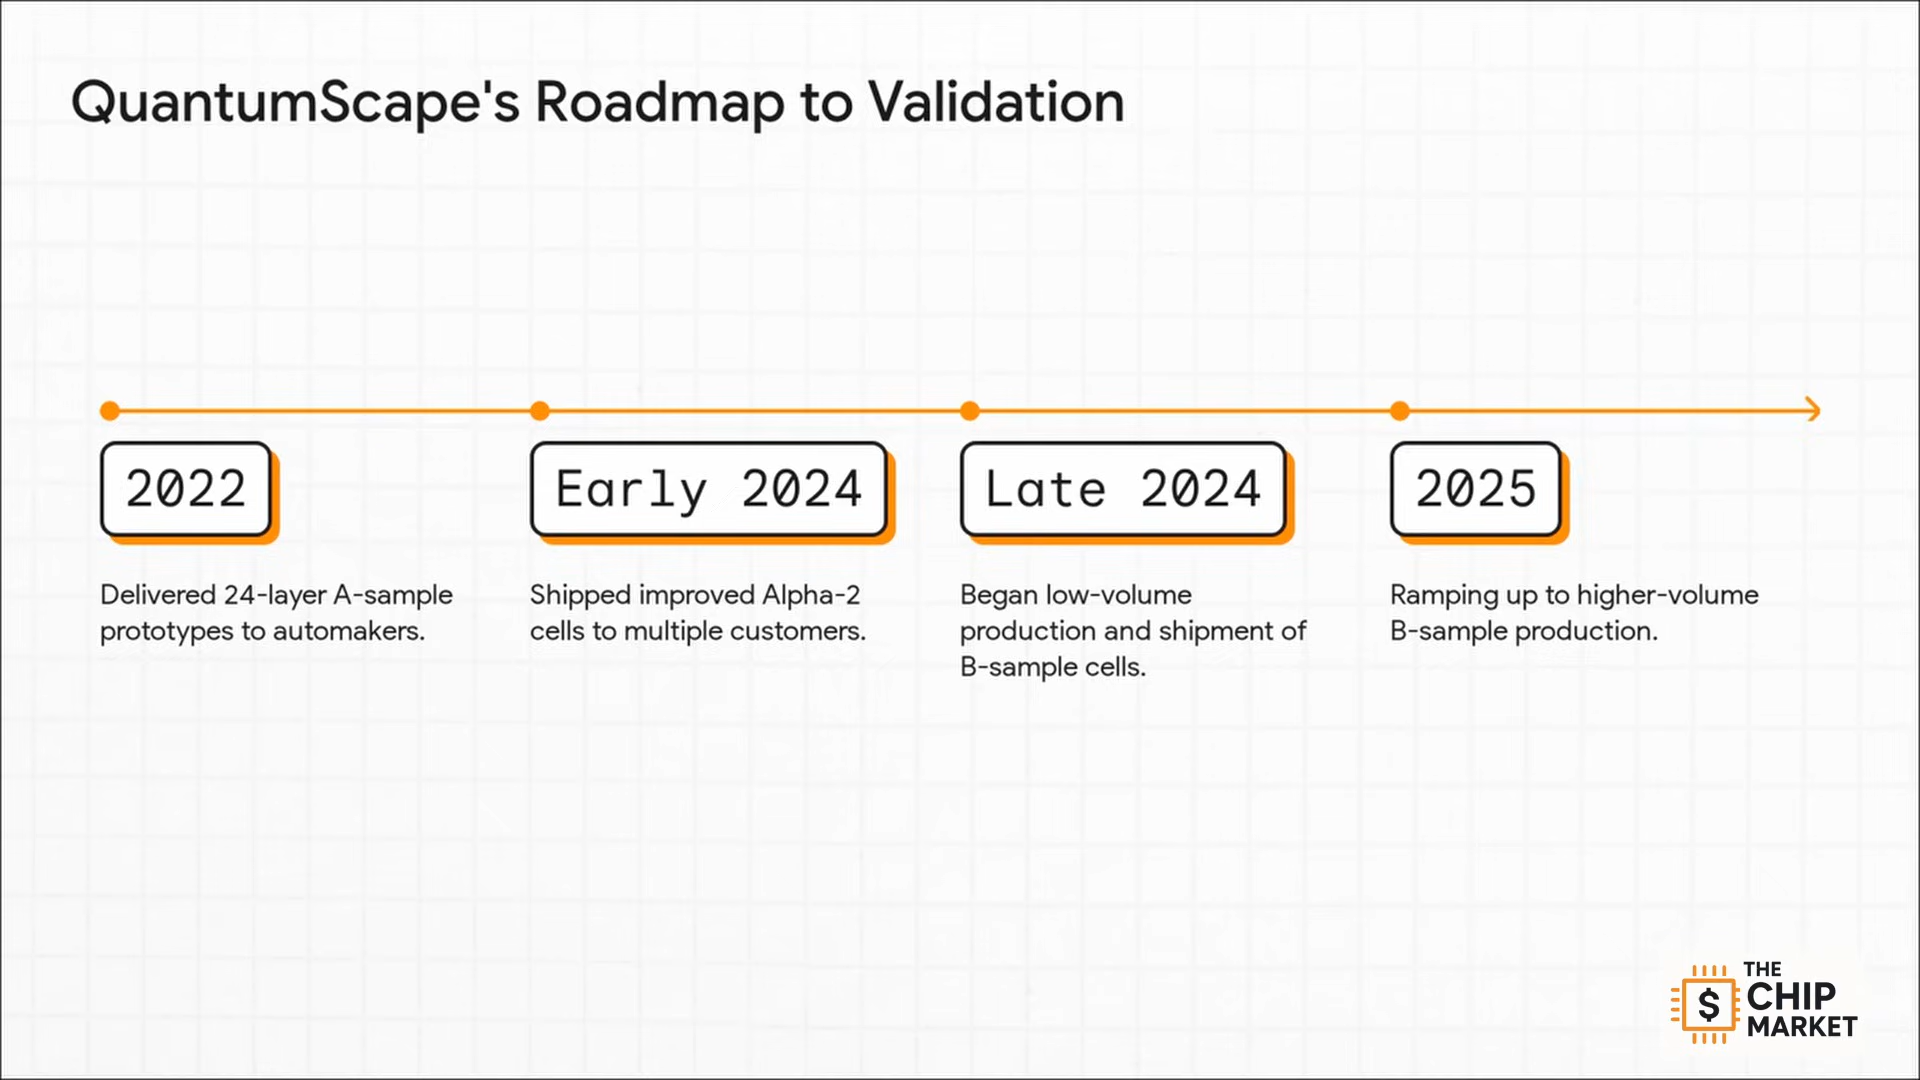 QuantumScape's Roadmap to Validation
2022
Delivered 24-layer A-sample
prototypes to automakers.
Early 2024
Shipped improved Alpha-2
cells to multiple customers.
Late 2024
Began low-volume
production and shipment of
B-sample cells.
2025
Ramping up to higher-volume
B-sample production.
$
THE
CHIP
MARKET